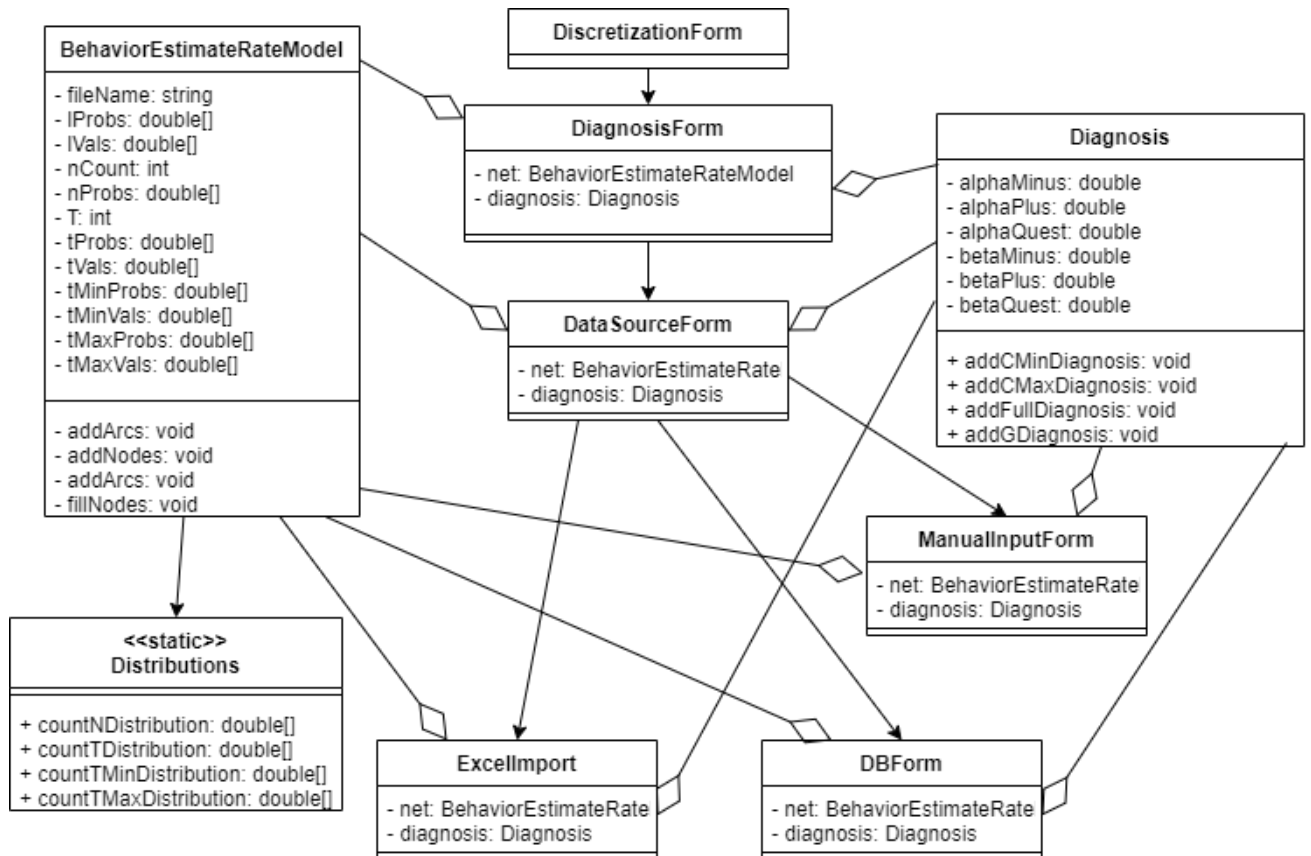 BehaviorEstimateRateModel
- fileName: string
- lProbs: double[]
- lVals: double[]
- nCount: int
- nProbs: double[]
- T: int
- tProbs: double[]
- tVals: double[]
- tMinProbs: double[]
- tMinVals: double[]
- tMaxProbs: double[]
- tMaxVals: double[]
- addArcs: void
- addNodes: void
- addArcs: void
- fillNodes: void
DiscretizationForm
DiagnosisForm
- net: BehaviorEstimateRateModel
- diagnosis: Diagnosis
Diagnosis
- alphaMinus: double
- alphaPlus: double
- alphaQuest: double
- betaMinus: double
- betaPlus: double
- betaQuest: double
+ addCMinDiagnosis: void
+ addCMaxDiagnosis: void
+ addFullDiagnosis: void
+ addGDiagnosis: void
DataSourceForm
- net: BehaviorEstimateRate
- diagnosis: Diagnosis
ManualInputForm
- net: BehaviorEstimateRate
- diagnosis: Diagnosis
<<static>>
Distributions
+ countNDistribution: double[]
+ countTDistribution: double[]
+ countTMinDistribution: double[]
+ countTMaxDistribution: double[]
ExcelImport
- net: BehaviorEstimateRate
- diagnosis: Diagnosis
DBForm
- net: BehaviorEstimateRate
- diagnosis: Diagnosis